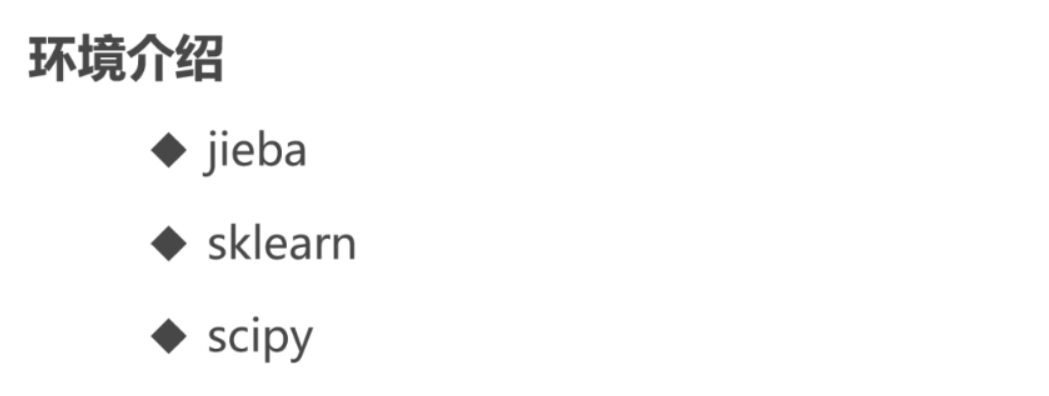 环境介绍
◆ jieba
◆ sklearn
◆ scipy